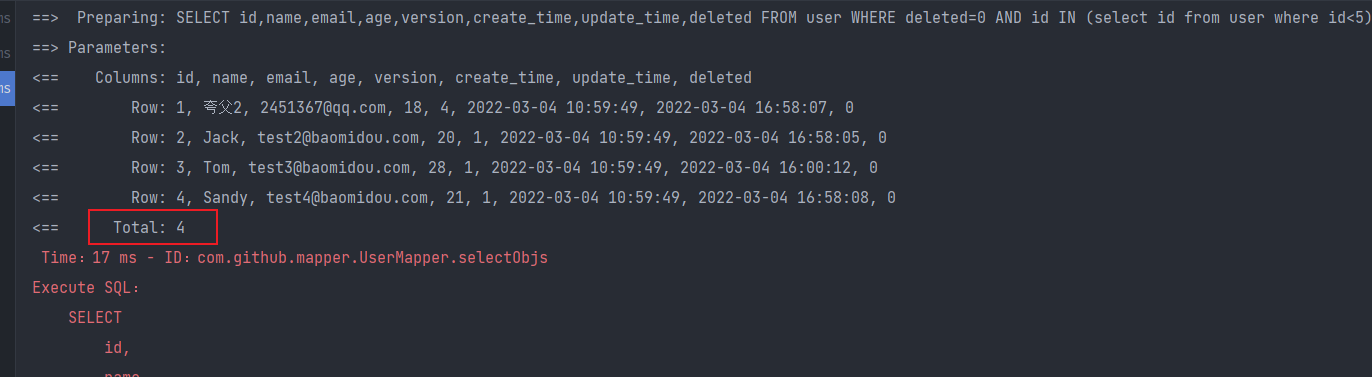 ms
==>  Preparing: SELECT id,name,email,age,version,create_time,update_time,deleted FROM user WHERE deleted=0 AND id IN (select id from user where id<5)
ms
==> Parameters:
ms
<==    Columns: id, name, email, age, version, create_time, update_time, deleted
<==        Row: 1, 夸父2, 2451367@qq.com, 18, 4, 2022-03-04 10:59:49, 2022-03-04 16:58:07, 0
<==        Row: 2, Jack, test2@baomidou.com, 20, 1, 2022-03-04 10:59:49, 2022-03-04 16:58:05, 0
<==        Row: 3, Tom, test3@baomidou.com, 28, 1, 2022-03-04 10:59:49, 2022-03-04 16:00:12, 0
<==        Row: 4, Sandy, test4@baomidou.com, 21, 1, 2022-03-04 10:59:49, 2022-03-04 16:58:08, 0
<==      Total: 4
 Time：17 ms - ID：com.github.mapper.UserMapper.selectObjs
Execute SQL：
    SELECT
        id,
        name